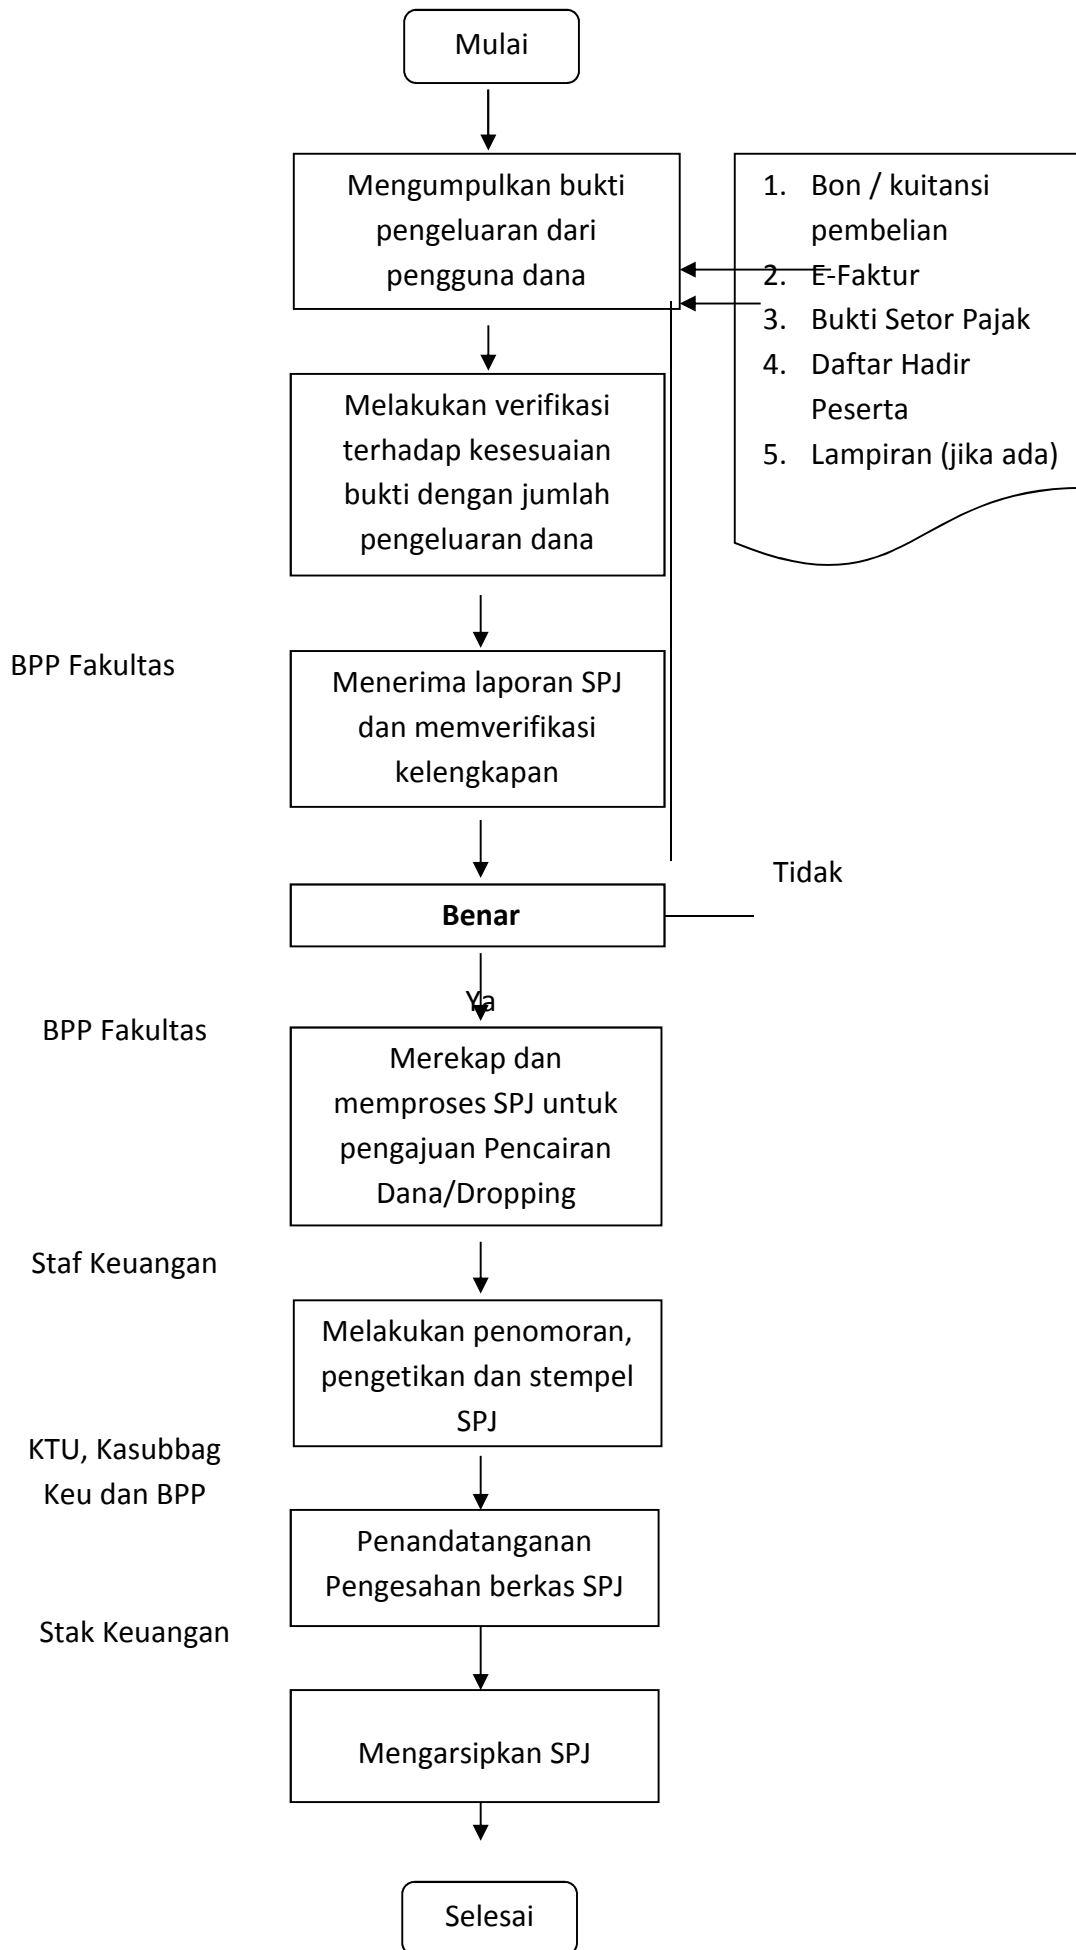 Mulai
Mengumpulkan bukti
pengeluaran dari
pengguna dana
1. Bon / kuitansi
pembelian
2. E-Faktur
3. Bukti Setor Pajak
4. Daftar Hadir
Peserta
5. Lampiran (jika ada)
Melakukan verifikasi
terhadap kesesuaian
bukti dengan jumlah
pengeluaran dana
BPP Fakultas
Menerima laporan SPJ
dan memverifikasi
kelengkapan
Tidak
Benar
Ya
BPP Fakultas
Merekap dan
memproses SPJ untuk
pengajuan Pencairan
Dana/Dropping
Staf Keuangan
Melakukan penomoran,
pengetikan dan stempel
SPJ
KTU, Kasubbag
Keu dan BPP
Penandatanganan
Pengesahan berkas SPJ
Stak Keuangan
Mengarsipkan SPJ
Selesai